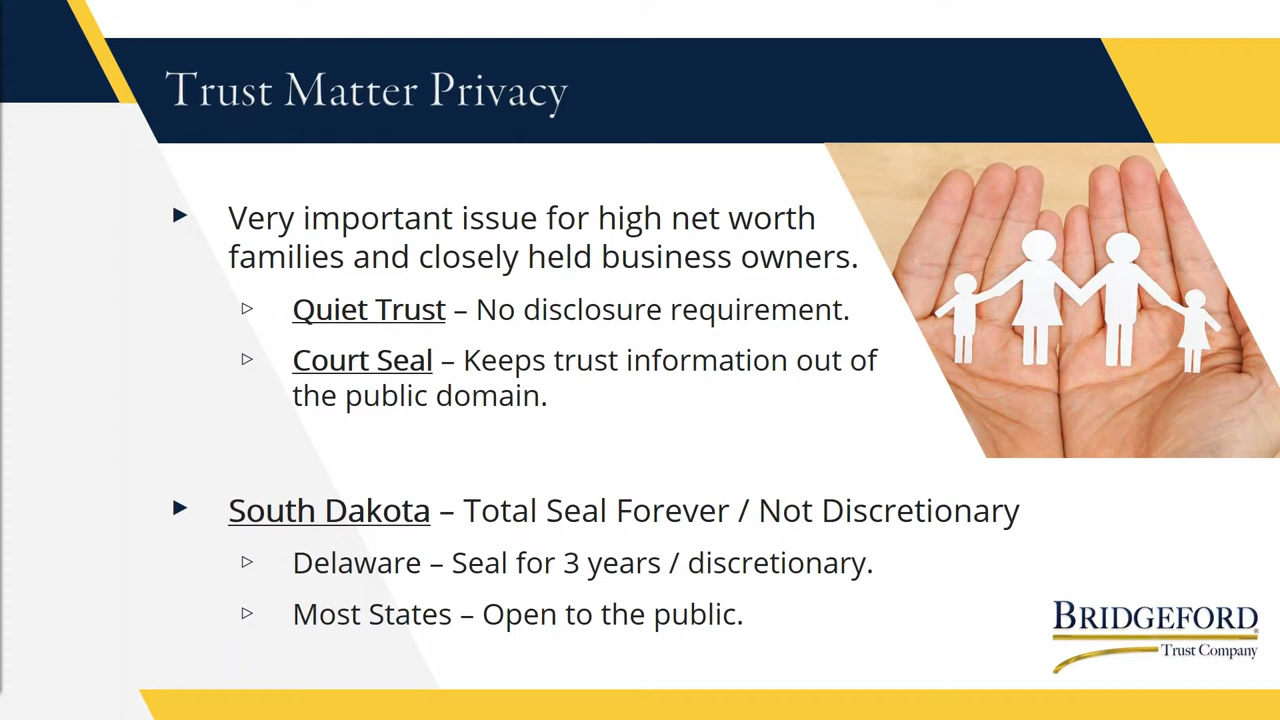 Trust Matter Privacy
Very important issue for high net worth
families and closely held business owners.
Quiet Trust – No disclosure requirement.
Court Seal – Keeps trust information out of
the public domain.
South Dakota – Total Seal Forever / Not Discretionary
Delaware – Seal for 3 years / discretionary.
Most States – Open to the public.
BRIDGEFORD®
Trust Company